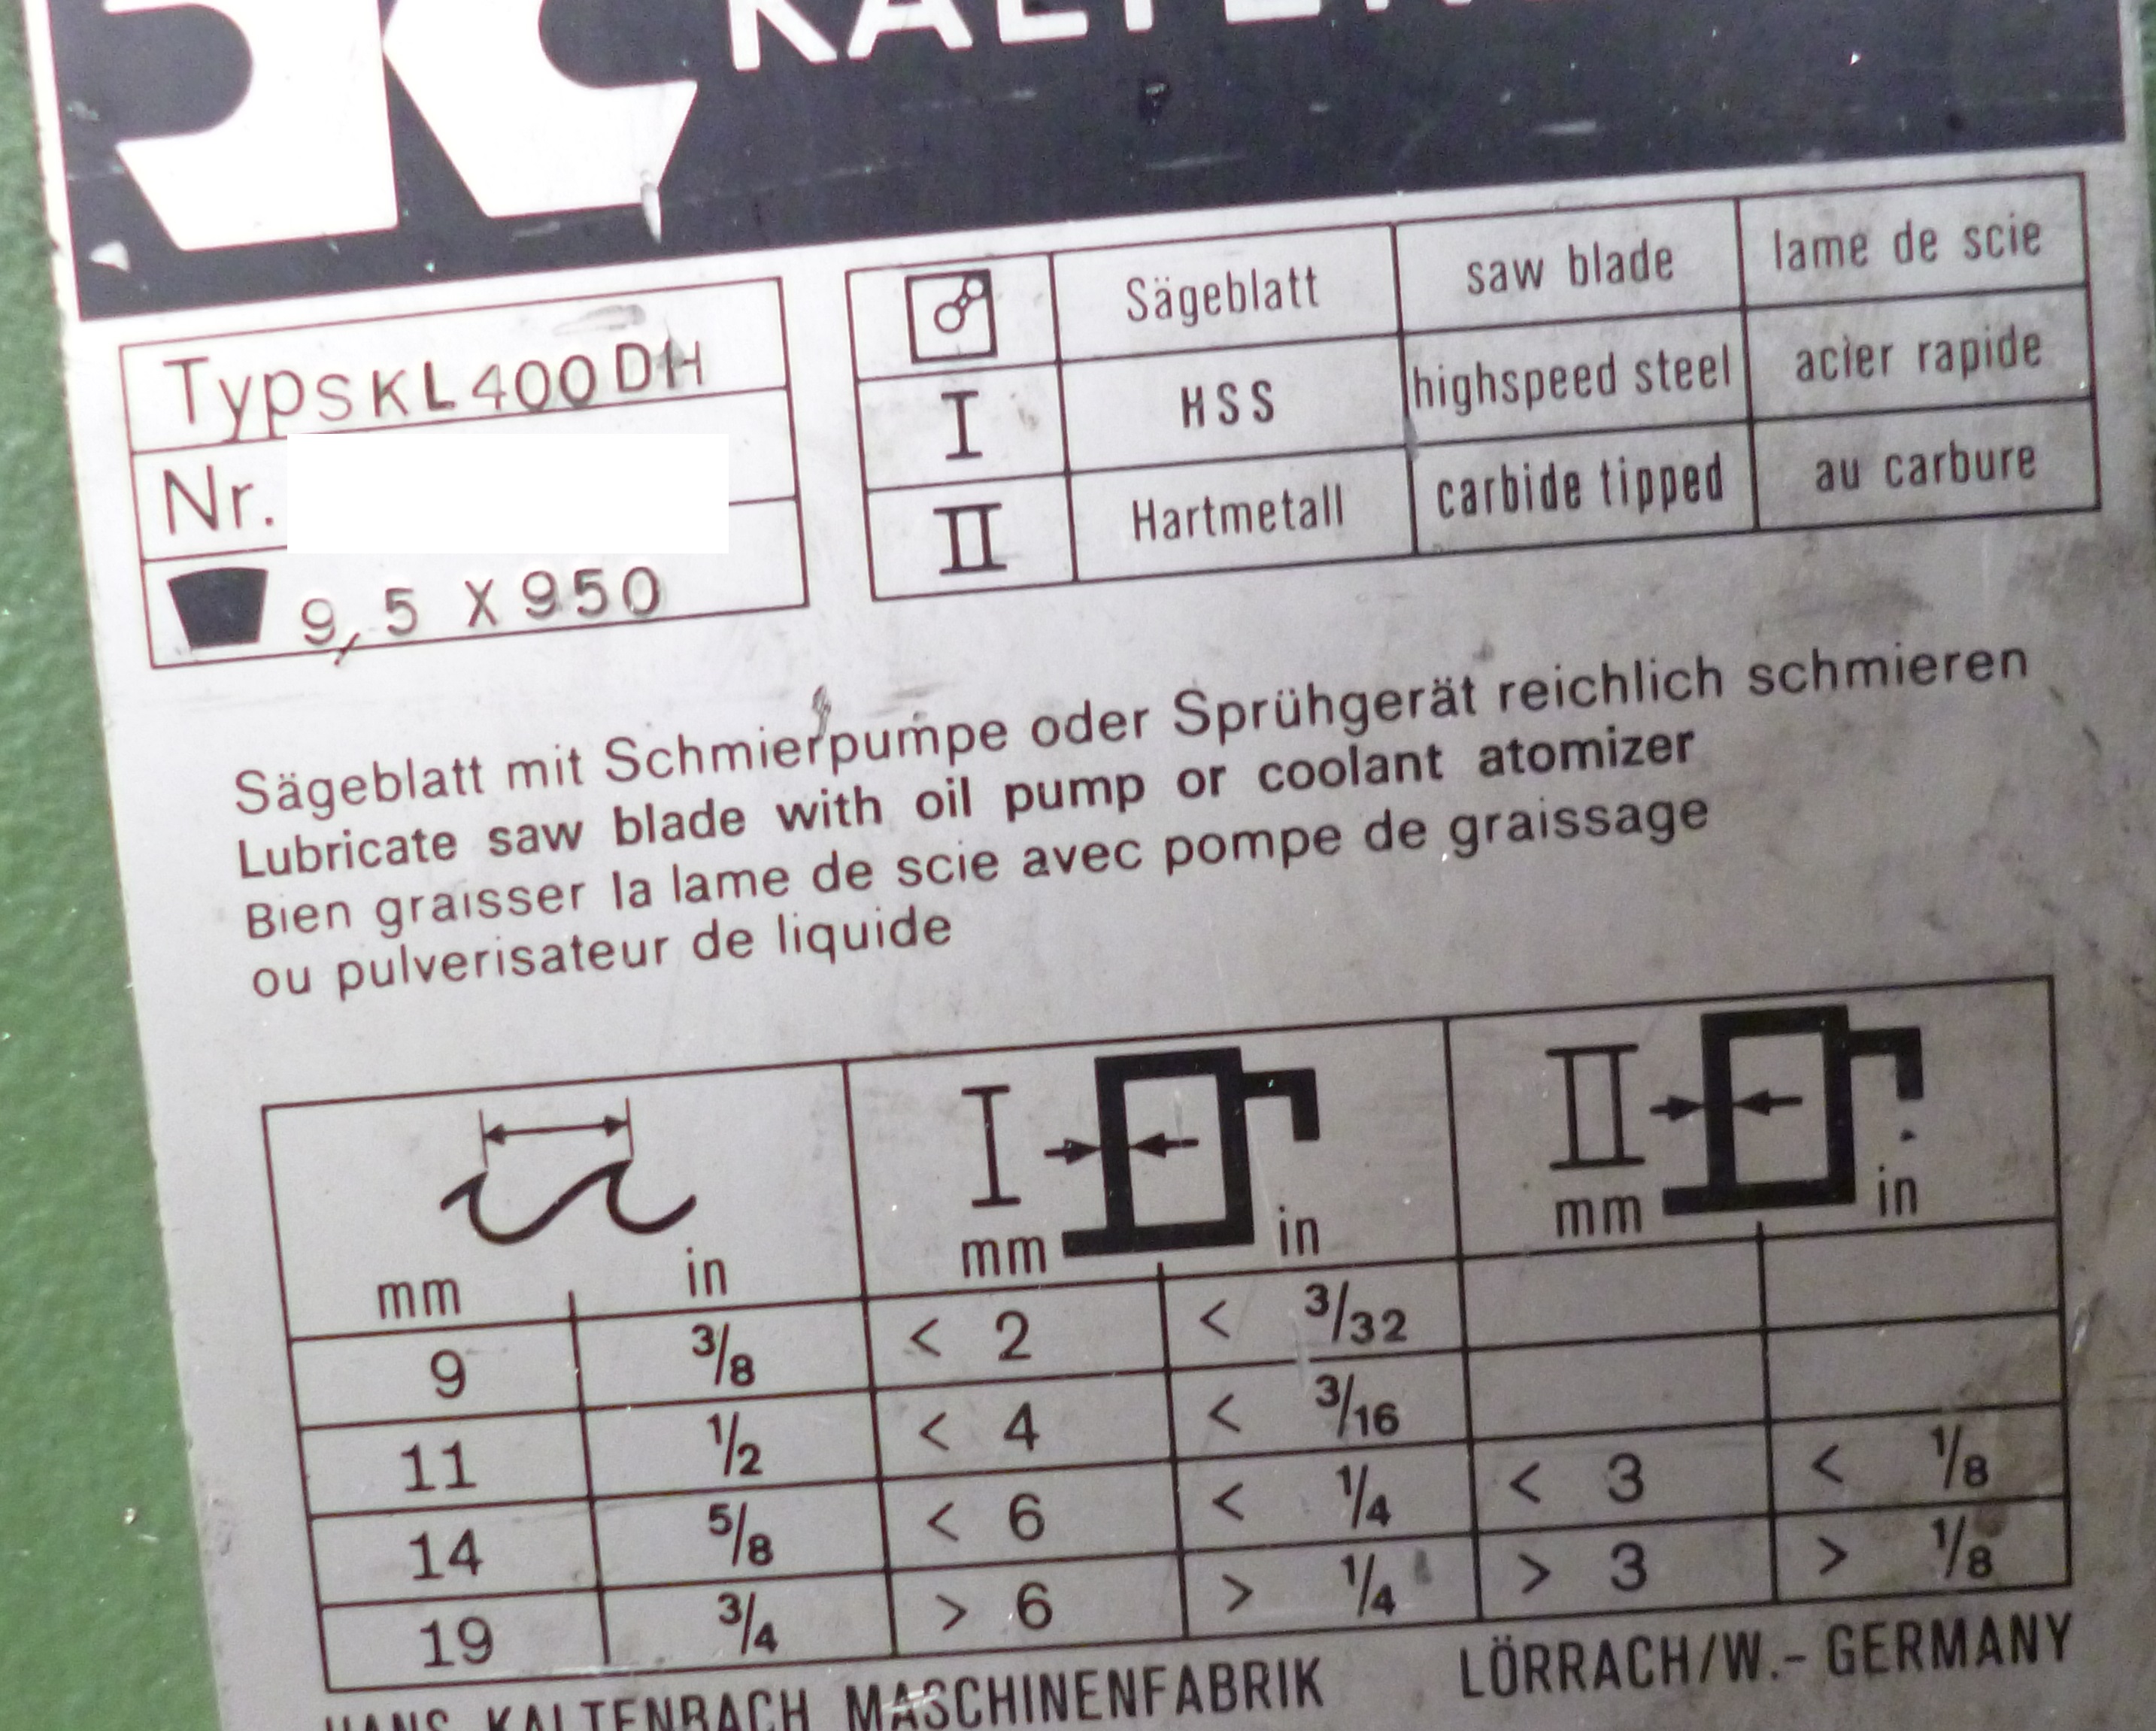 Typ SKL400DH
Nr.
9,5 X 950
Sägeblatt saw blade lame de scie
I HSS highspeed steel acier rapide
II Hartmetall carbide tipped au carbure
Sägeblatt mit Schmierpumpe oder Sprühgerät reichlich schmieren
Lubricate saw blade with oil pump or coolant atomizer
Bien graisser la lame de scie avec pompe de graissage
ou pulverisateur de liquide
I II
mm in mm in mm in
9 3/8 < 2 < 3/32
11 1/2 < 4 < 3/16
14 5/8 < 6 < 1/4 < 3 < 1/8
19 3/4 > 6 > 1/4 > 3 > 1/8
HANS KALTENBACH MASCHINENFABRIK LÖRRACH/W.-GERMANY